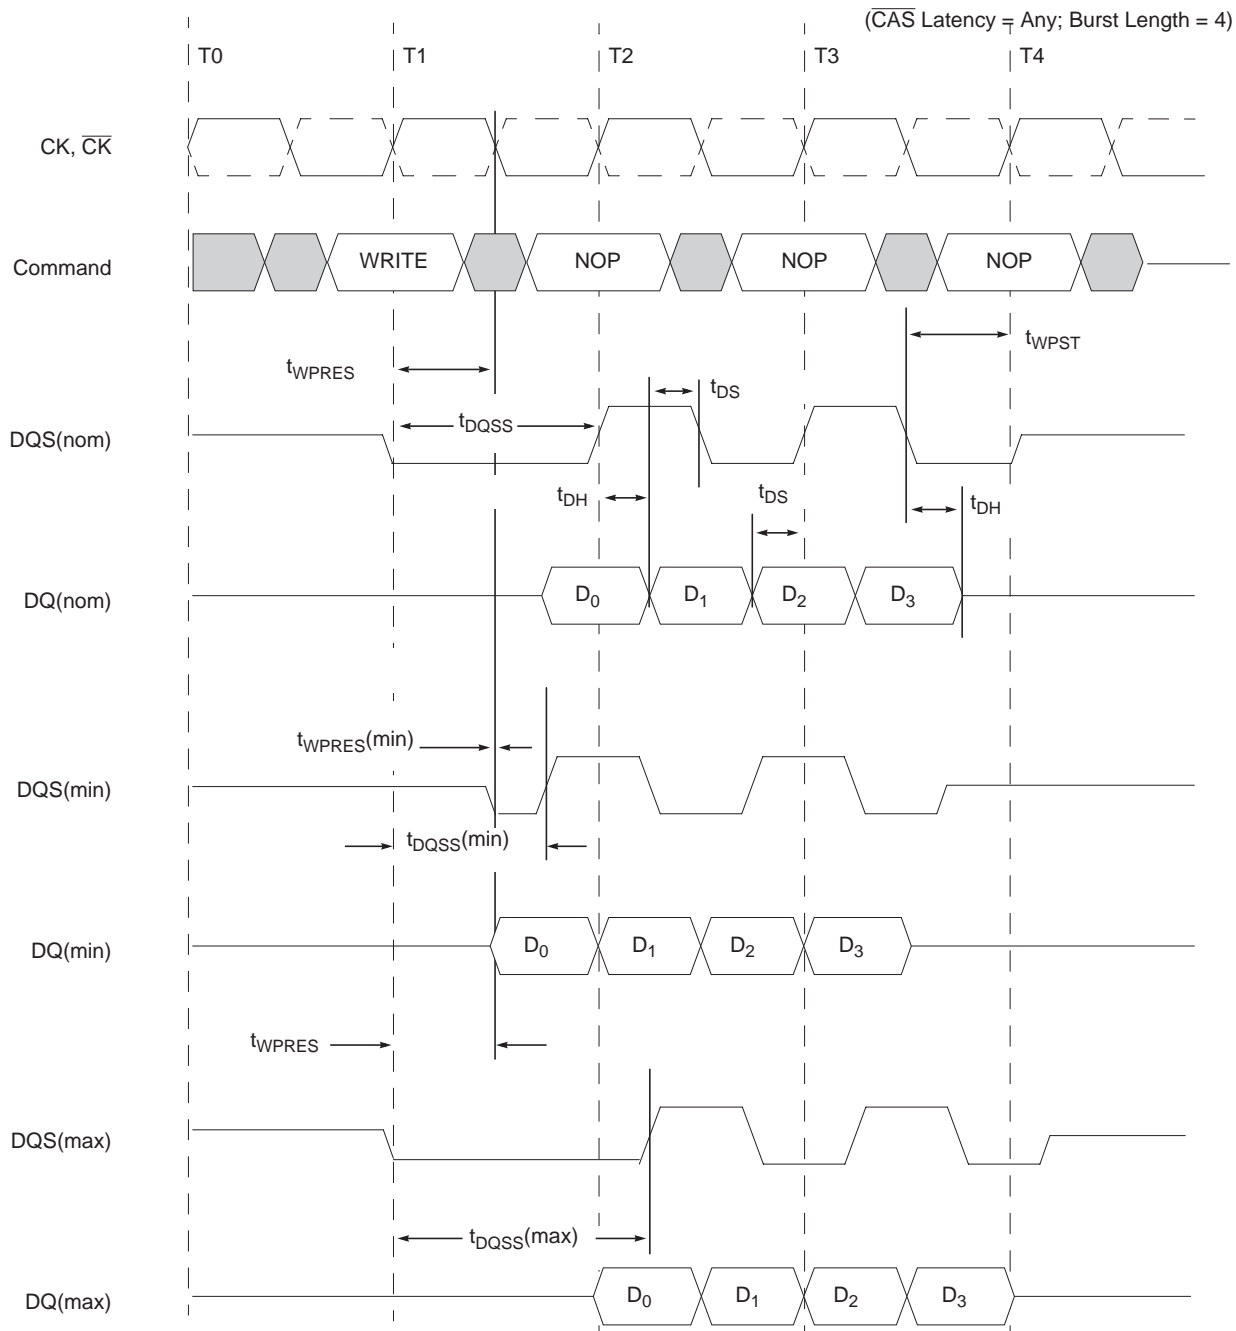 (C̅A̅S̅ Latency = Any; Burst Length = 4)
T0 T1 T2 T3 T4
CK, C̅K̅
Command WRITE NOP NOP NOP
tWPST
tWPRES
tDS
DQS(nom) tDQSS
tDH tDS tDH
DQ(nom) D0 D1 D2 D3
tWPRES(min)
DQS(min)
tDQSS(min)
DQ(min) D0 D1 D2 D3
tWPRES
DQS(max)
tDQSS(max)
DQ(max) D0 D1 D2 D3